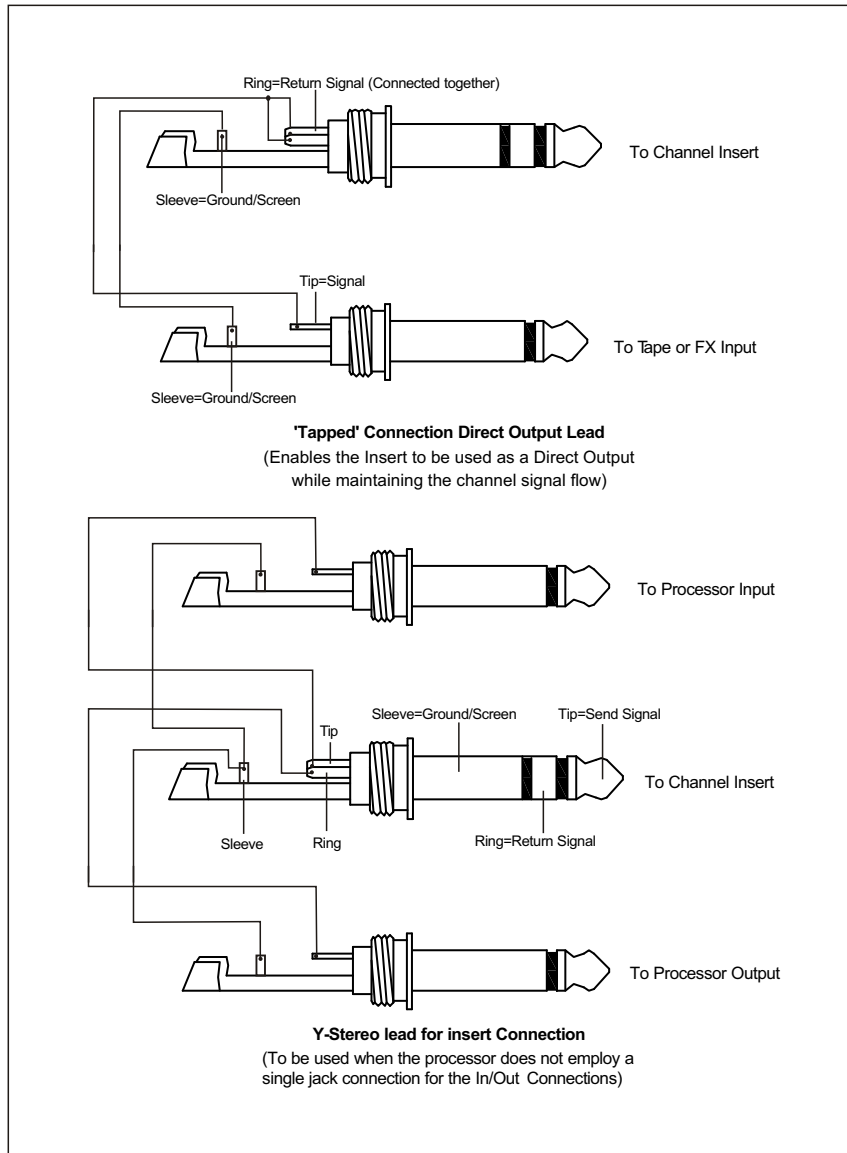 Ring=Return Signal (Connected together)
To Channel Insert
Sleeve=Ground/Screen
Tip=Signal
To Tape or FX Input
Sleeve=Ground/Screen
'Tapped' Connection Direct Output Lead
(Enables the Insert to be used as a Direct Output
while maintaining the channel signal flow)
To Processor Input
Sleeve=Ground/Screen
Tip=Send Signal
Tip
To Channel Insert
Sleeve
Ring
Ring=Return Signal
To Processor Output
Y-Stereo lead for insert Connection
(To be used when the processor does not employ a
single jack connection for the In/Out Connections)